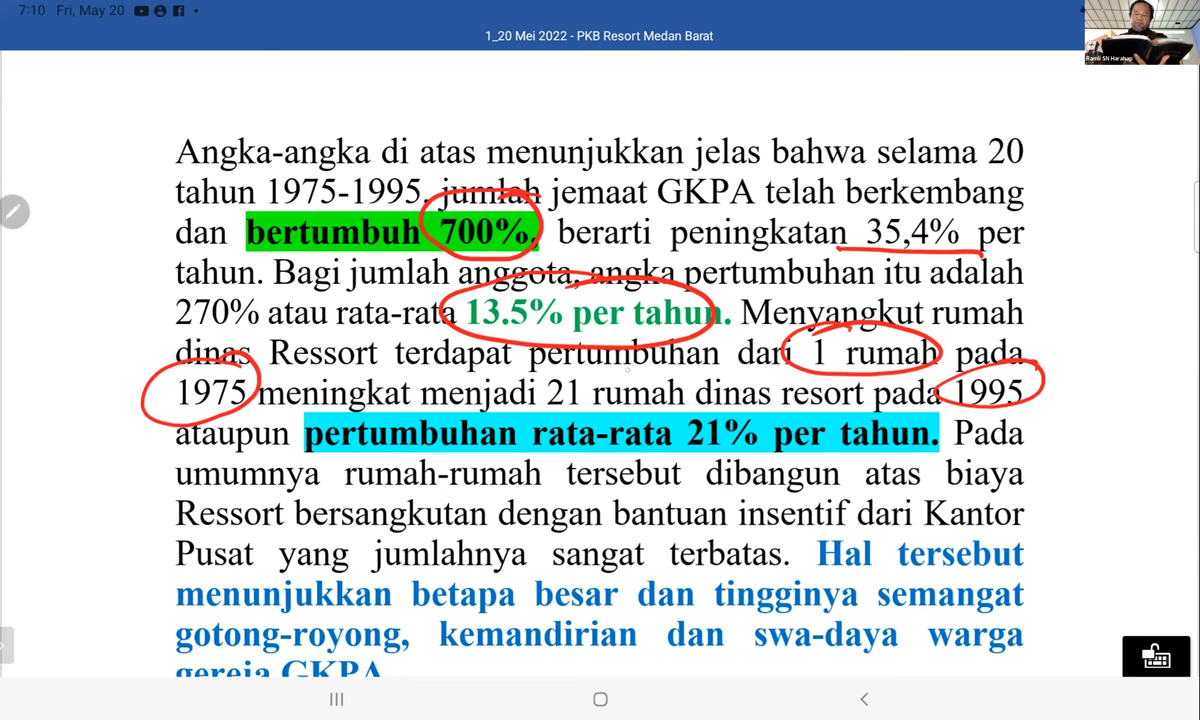 7:10 Fri, May 20
1_20 Mei 2022 - PKB Resort Medan Barat
Ramli SN Harahap
Angka-angka di atas menunjukkan jelas bahwa selama 20
tahun 1975-1995, jumlah jemaat GKPA telah berkembang
dan bertumbuh 700%, berarti peningkatan 35,4% per
tahun. Bagi jumlah anggota, angka pertumbuhan itu adalah
270% atau rata-rata 13.5% per tahun. Menyangkut rumah
dinas Ressort terdapat pertumbuhan dari 1 rumah pada
1975 meningkat menjadi 21 rumah dinas resort pada 1995
ataupun pertumbuhan rata-rata 21% per tahun. Pada
umumnya rumah-rumah tersebut dibangun atas biaya
Ressort bersangkutan dengan bantuan insentif dari Kantor
Pusat yang jumlahnya sangat terbatas. Hal tersebut
menunjukkan betapa besar dan tingginya semangat
gotong-royong, kemandirian dan swa-daya warga
gereja GKPA